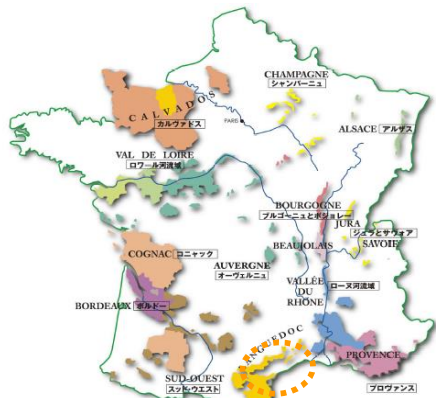 CHAMPAGNE
シャンパーニュ
CALVADOS
カルヴァドス
PARIS
ALSACE アルザス
VAL DE LOIRE
ロワール河流域
BOURGOGNE
ブルゴーニュとボジョレー
JURA ジュラとサヴォア
SAVOIE
BEAUJOLAIS
COGNAC コニャック
AUVERGNE
オーヴェルニュ
VALLÉE DU RHÔNE
ローヌ河流域
BORDEAUX ボルドー
LANGUEDOC
PROVENCE
プロヴァンス
SUD-OUEST
スッド・ウエスト